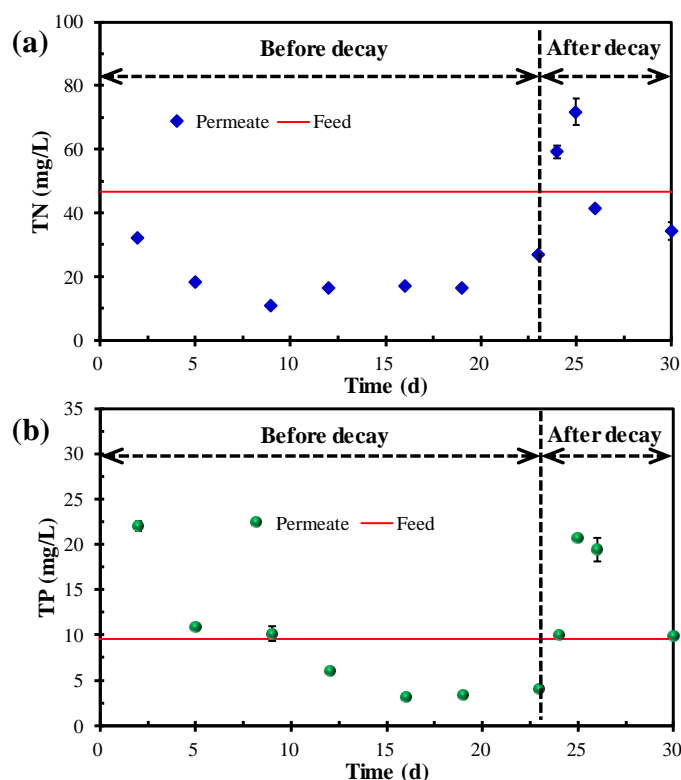 (a)
100
80
60
40
20
0
TN (mg/L)
Before decay
After decay
Permeate
Feed
0 5 10 15 20 25 30
Time (d)
(b)
35
30
25
20
15
10
5
0
TP (mg/L)
Before decay
After decay
Permeate
Feed
0 5 10 15 20 25 30
Time (d)